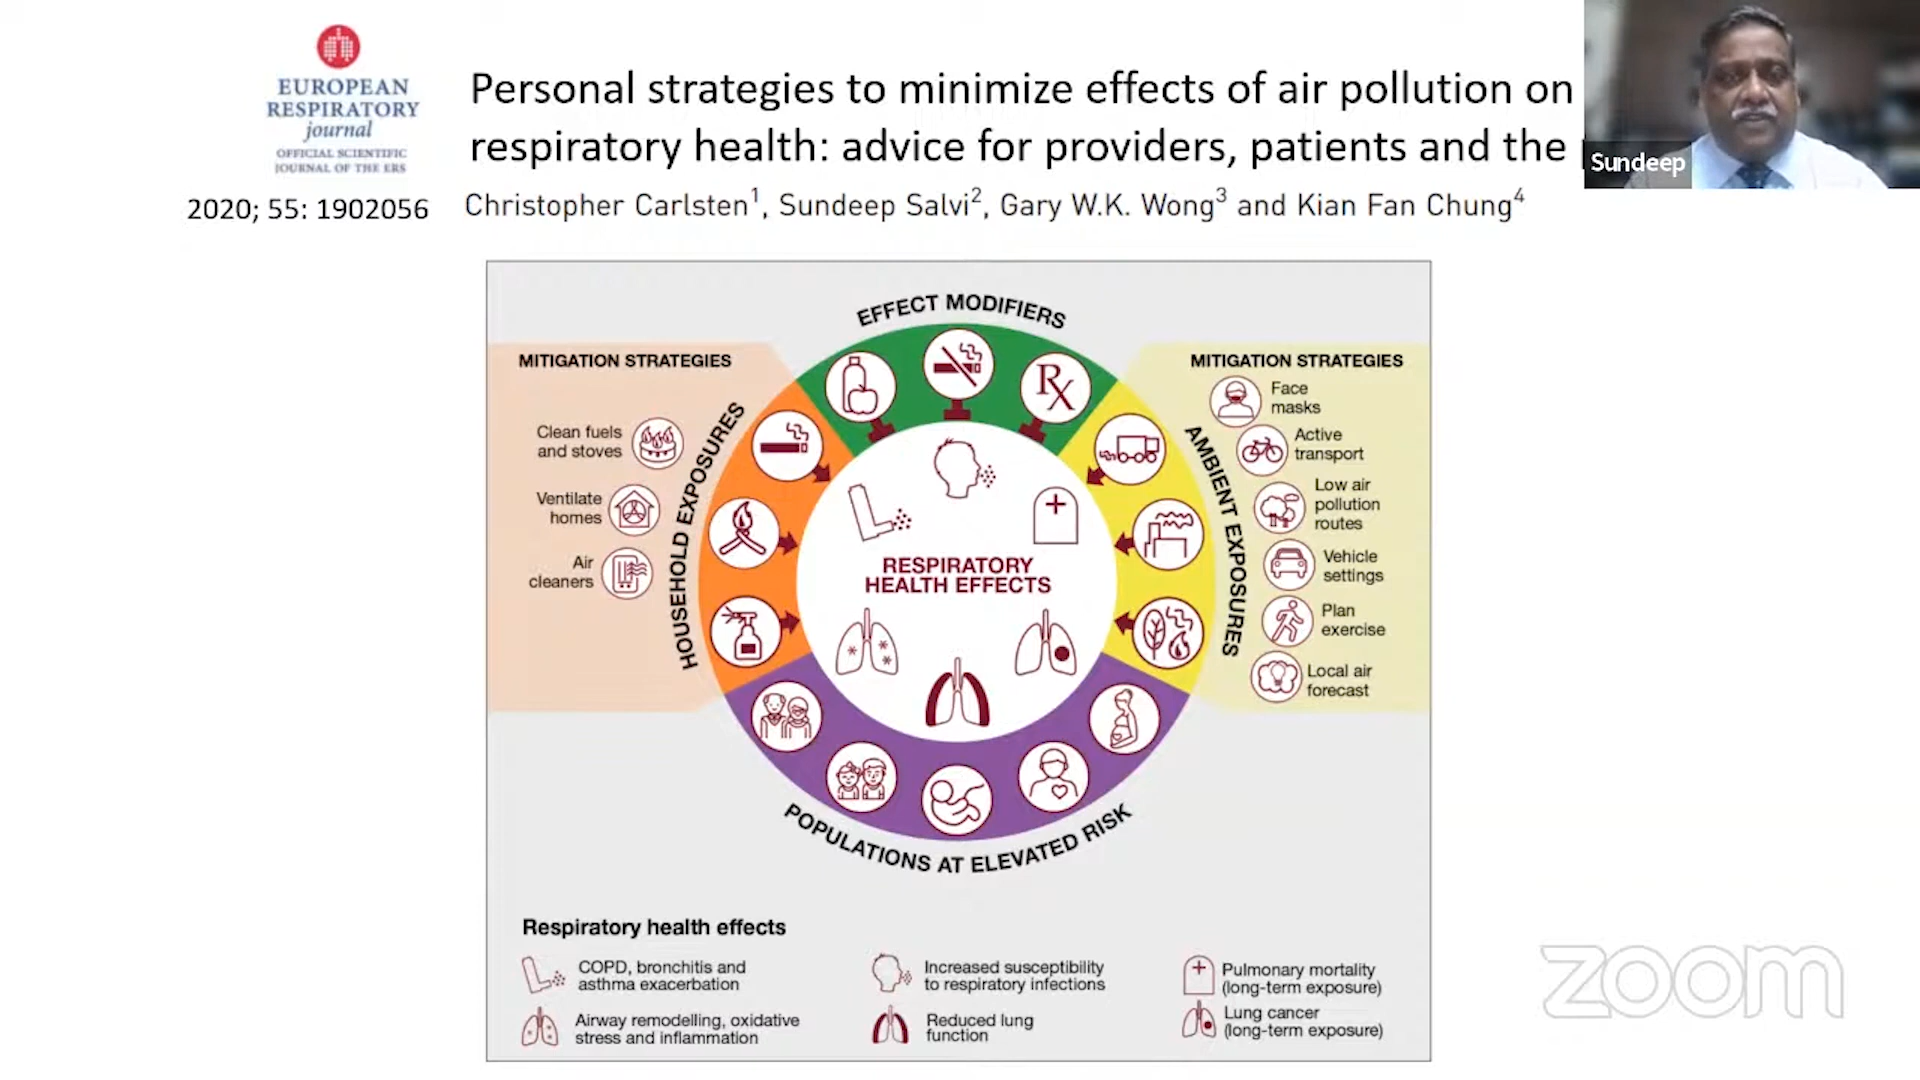 EUROPEAN
RESPIRATORY
journal
OFFICIAL SCIENTIFIC
JOURNAL OF THE ERS
2020; 55: 1902056
Personal strategies to minimize effects of air pollution on
respiratory health: advice for providers, patients and the
Christopher Carlsten1, Sundeep Salvi2, Gary W.K. Wong3 and Kian Fan Chung4
Sundeep
EFFECT MODIFIERS
MITIGATION STRATEGIES
Clean fuels
and stoves
Ventilate
homes
Air
cleaners
HOUSEHOLD EXPOSURES
Rx
RESPIRATORY
HEALTH EFFECTS
AMBIENT EXPOSURES
MITIGATION STRATEGIES
Face
masks
Active
transport
Low air
pollution
routes
Vehicle
settings
Plan
exercise
Local air
forecast
POPULATIONS AT ELEVATED RISK
Respiratory health effects
COPD, bronchitis and
asthma exacerbation
Airway remodelling, oxidative
stress and inflammation
Increased susceptibility
to respiratory infections
Reduced lung
function
Pulmonary mortality
(long-term exposure)
Lung cancer
(long-term exposure)
zoom